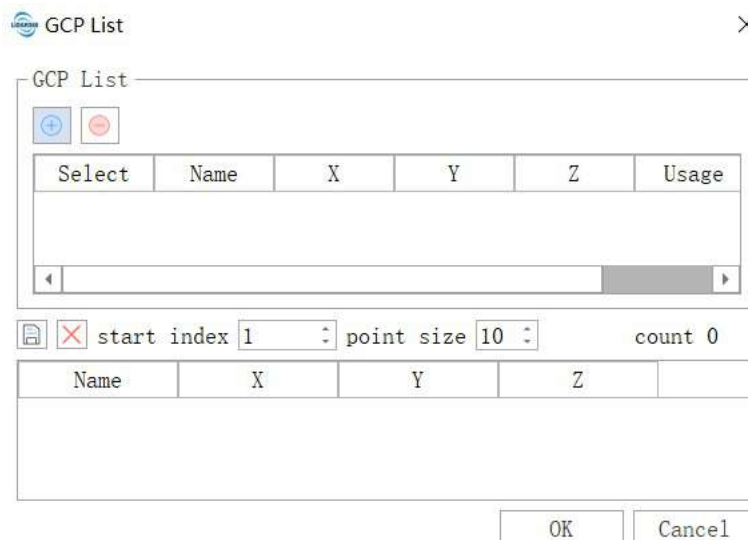 GCP List
GCP List
Select Name X Y Z Usage
start index 1 point size 10 count 0
Name X Y Z
OK Cancel